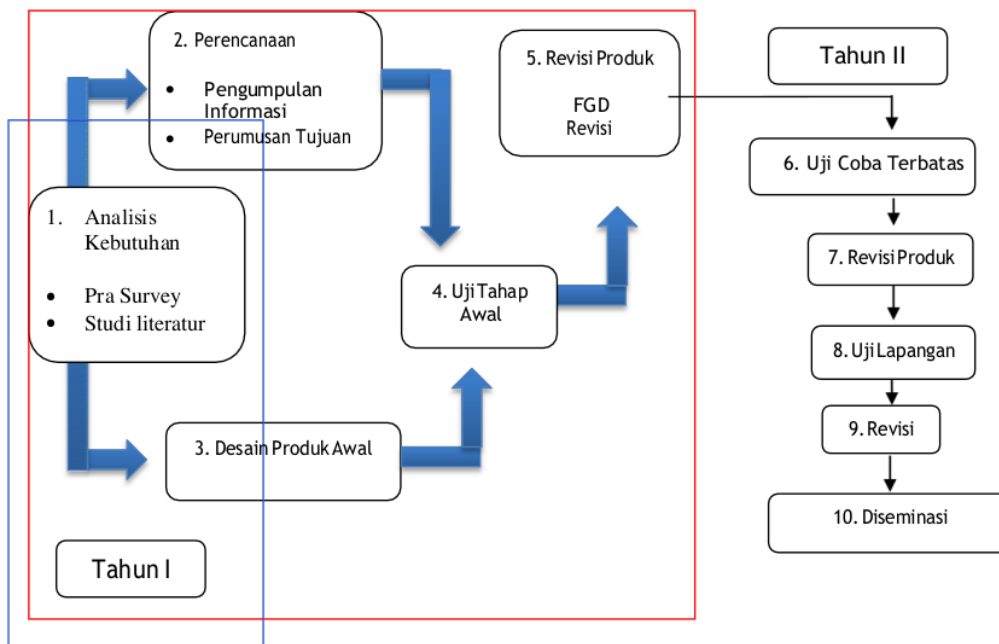 1. Analisis
Kebutuhan
• Pra Survey
• Studi literatur
2. Perencanaan
• Pengumpulan
Informasi
• Perumusan Tujuan
3. Desain Produk Awal
4. Uji Tahap
Awal
5. Revisi Produk
FGD
Revisi
Tahun I
Tahun II
6. Uji Coba Terbatas
7. Revisi Produk
8. Uji Lapangan
9. Revisi
10. Diseminasi